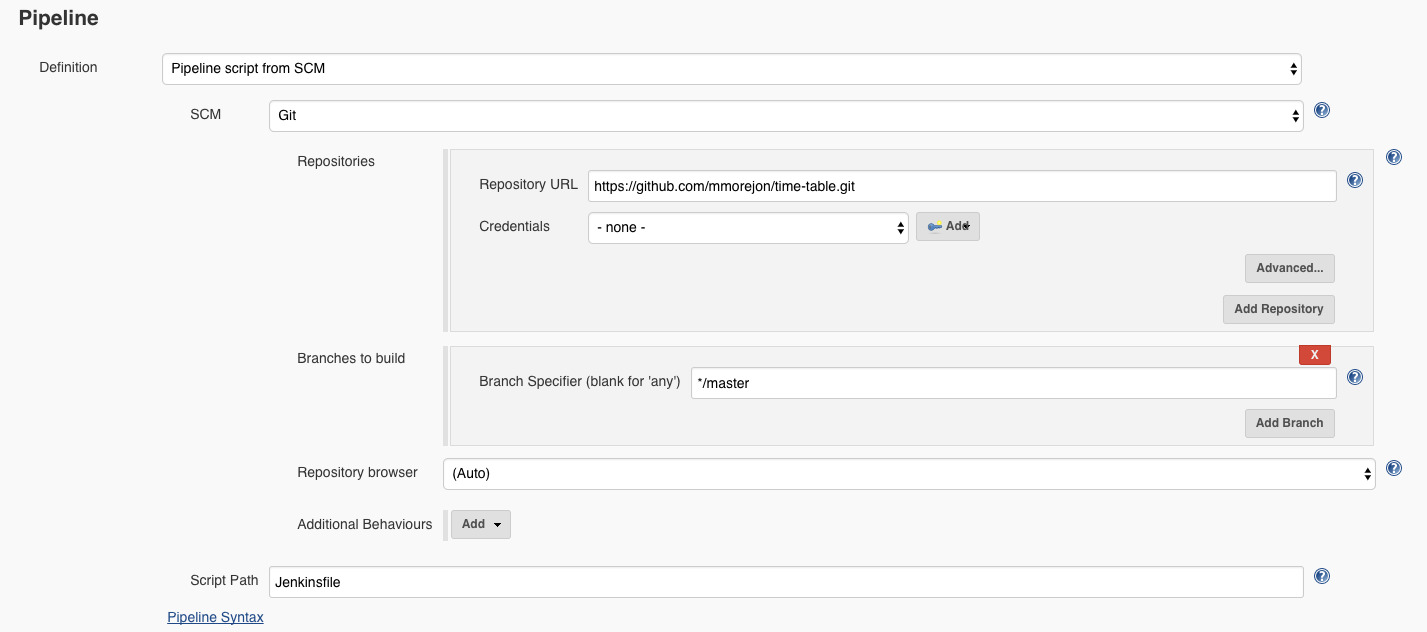 Pipeline
Definition
Pipeline script from SCM
SCM
Git
Repositories
Repository URL
https://github.com/mmorejon/time-table.git
Credentials
- none -
Add
Advanced...
Add Repository
Branches to build
X
Branch Specifier (blank for 'any')
*/master
Add Branch
Repository browser
(Auto)
Additional Behaviours
Add
Script Path
Jenkinsfile
Pipeline Syntax